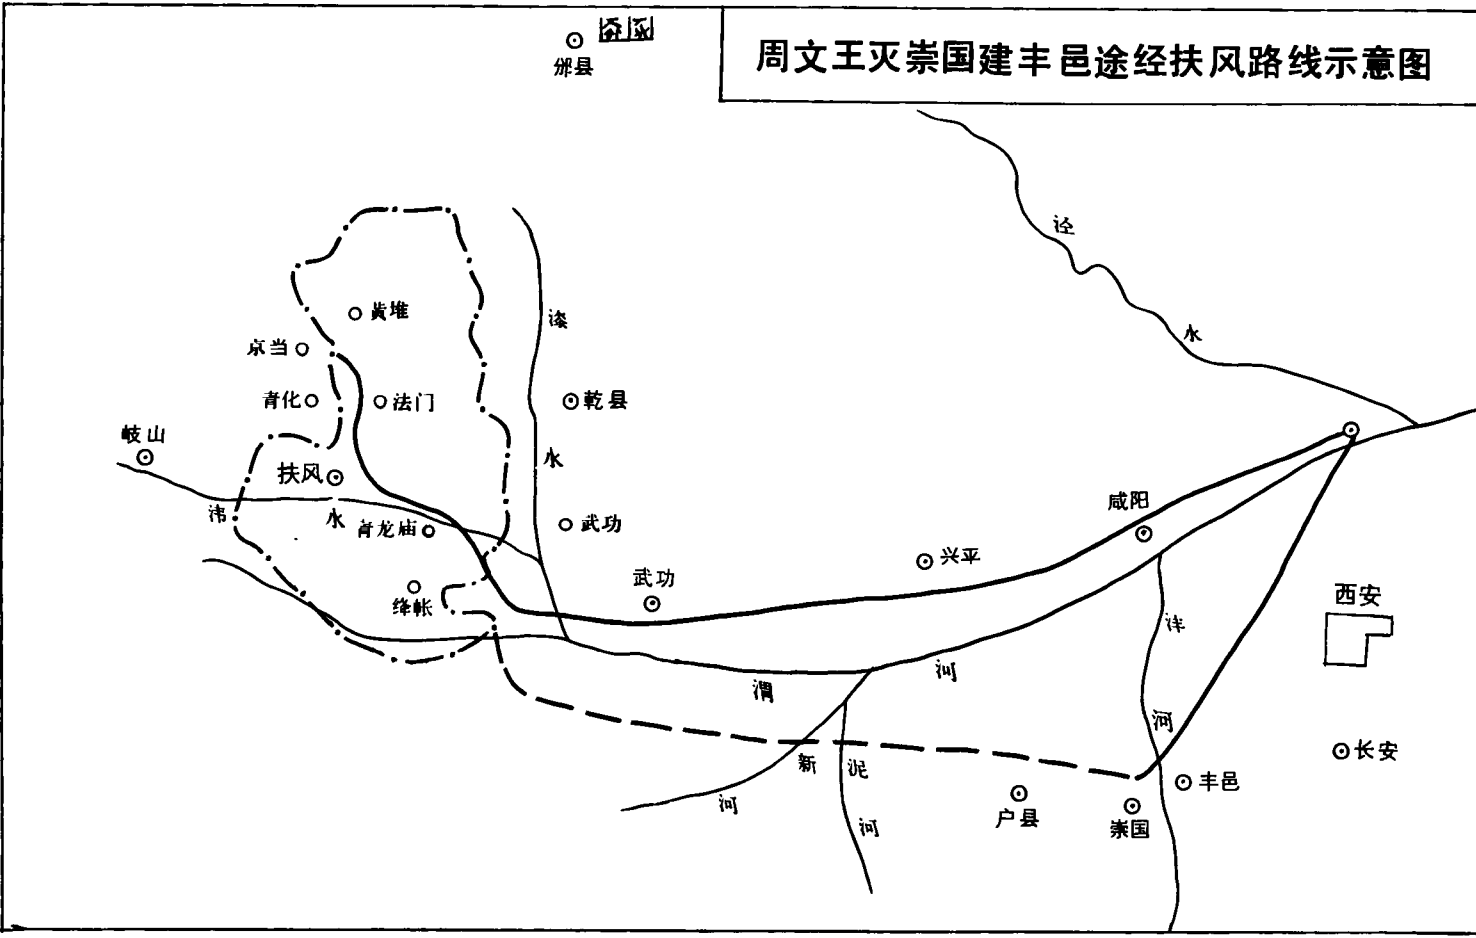 周文王灭崇国建丰邑途经扶风路线示意图
邠县
泾
水
黄堆
漆
水
京当
青化
法门
乾县
岐山
扶风
湋
水
青龙庙
武功
咸阳
兴平
武功
绛帐
西安
沣
河
渭
河
新
河
泥
河
长安
丰邑
户县
崇国